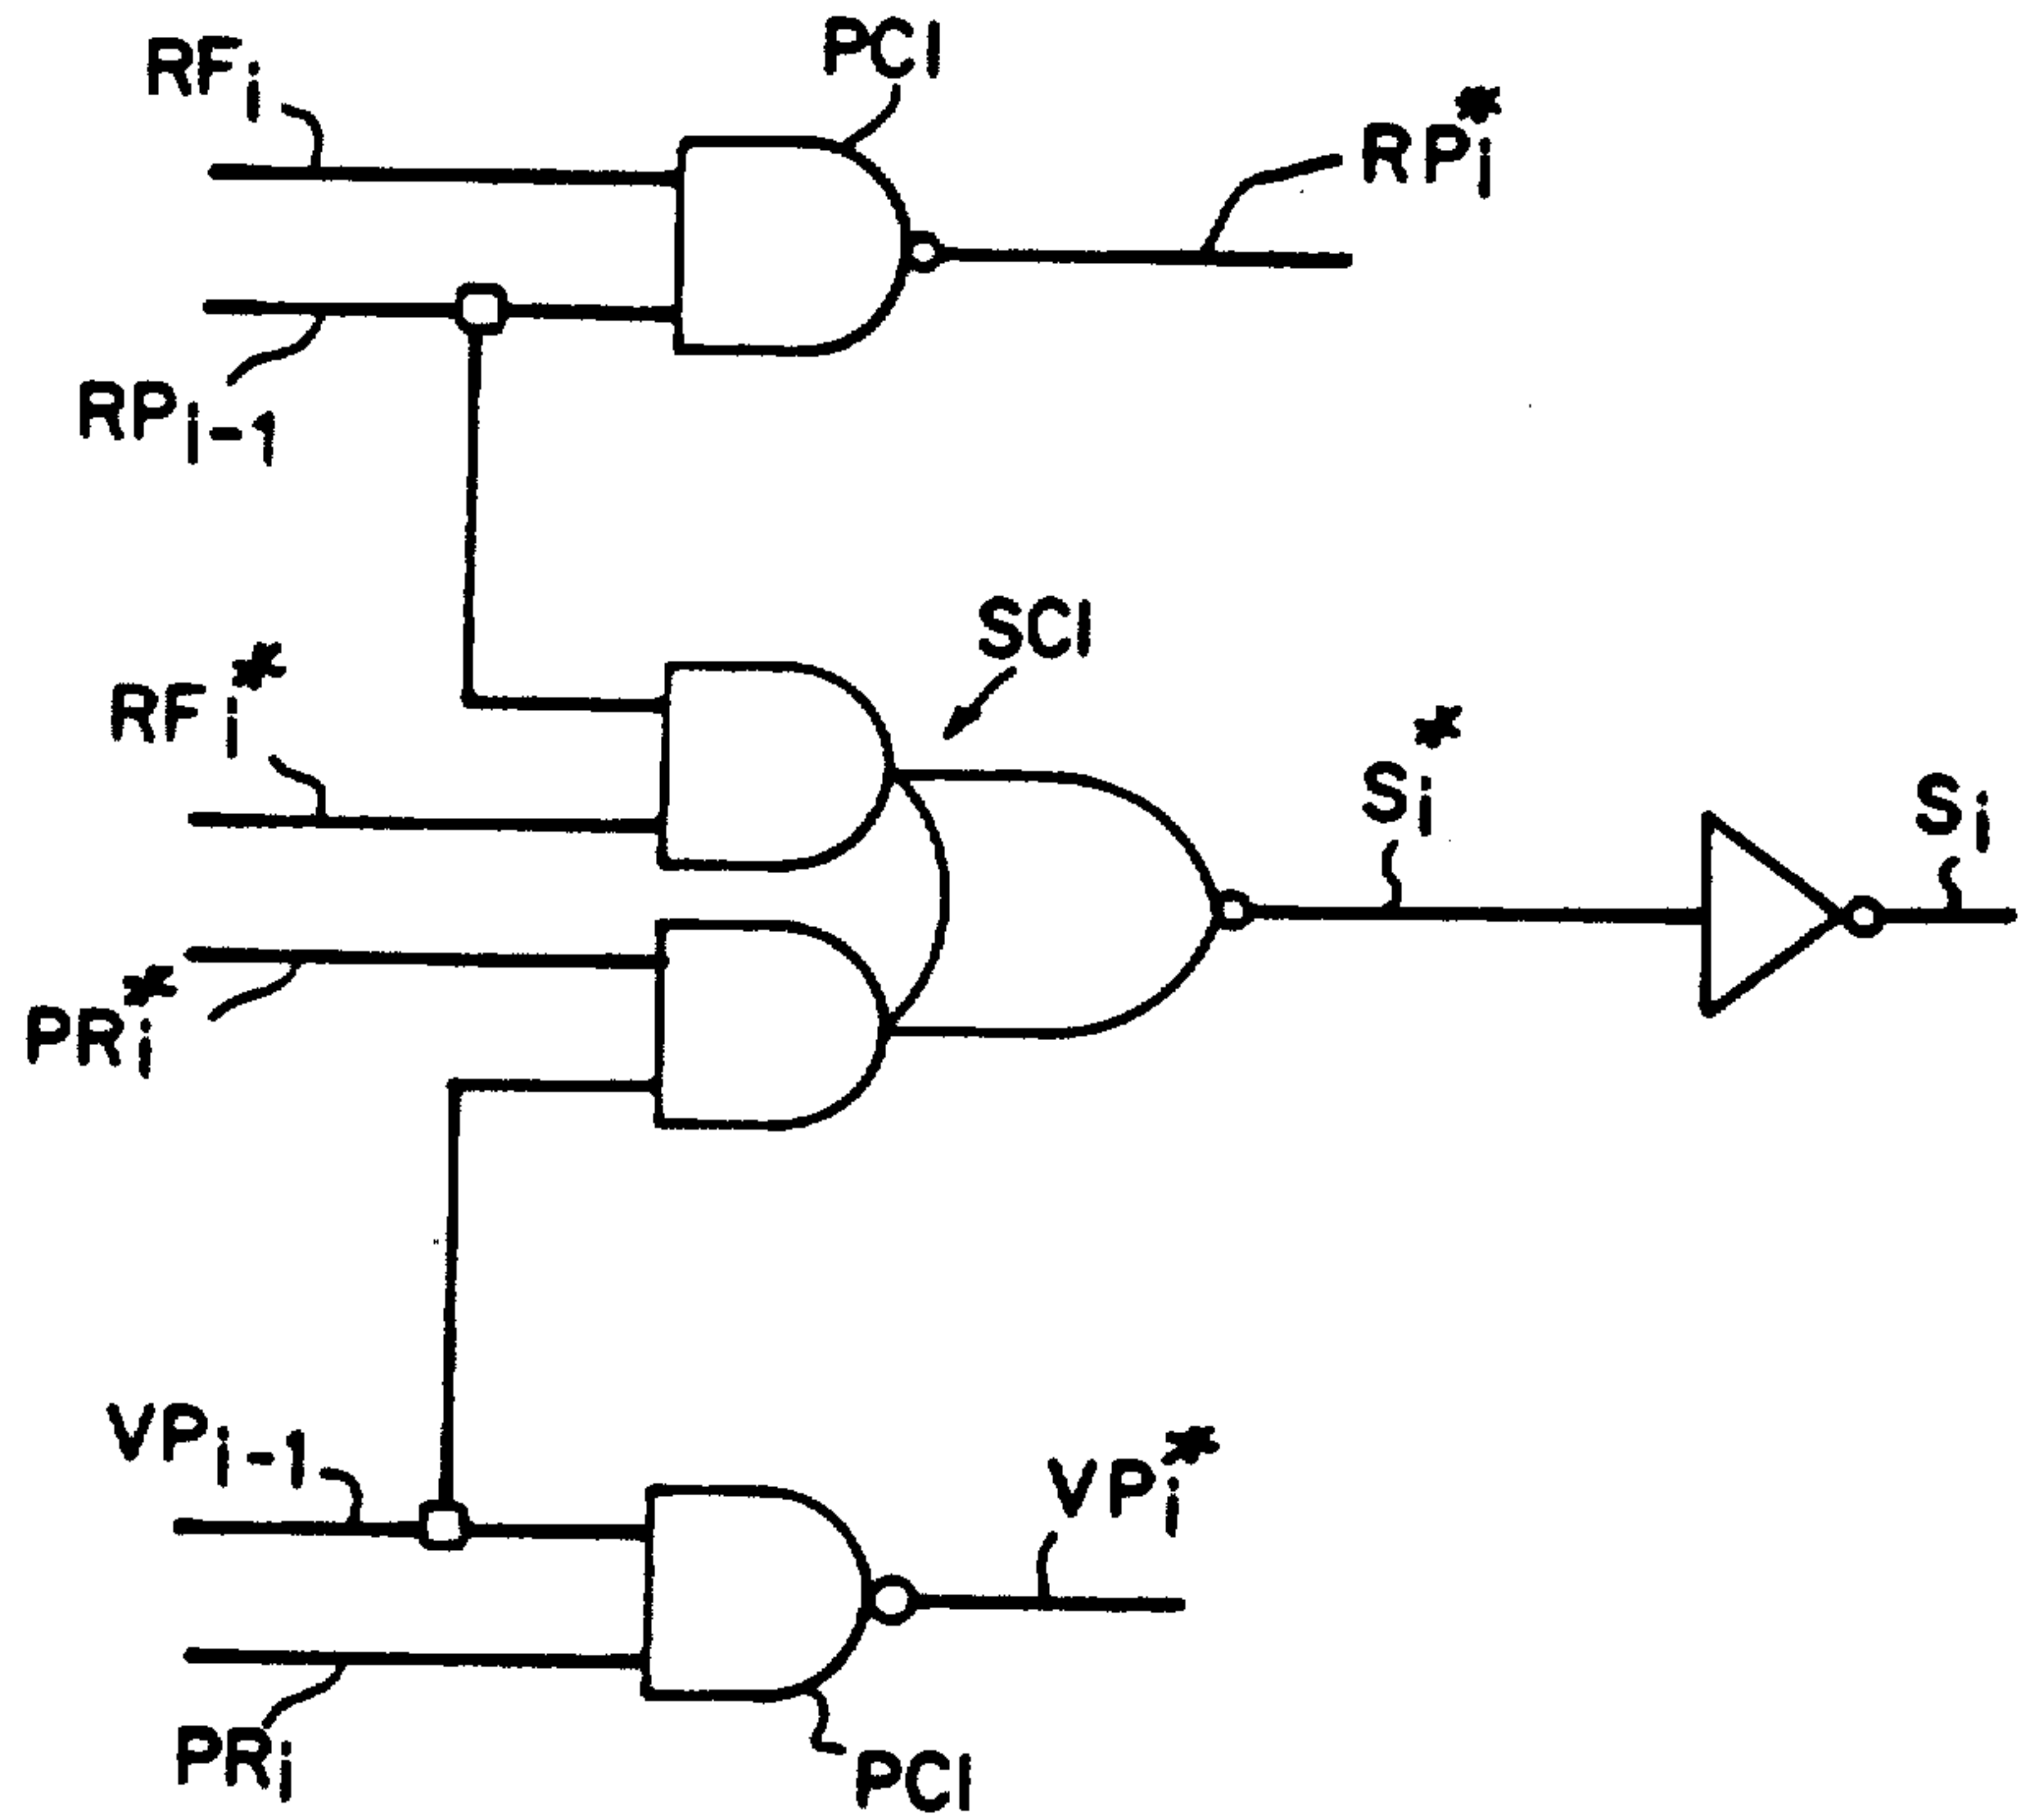 RFi
PCI
RPi*
RPi-1
RFi*
SCI
Si*
Si
PRi*
VPi-1
VPi*
PRi
PCI